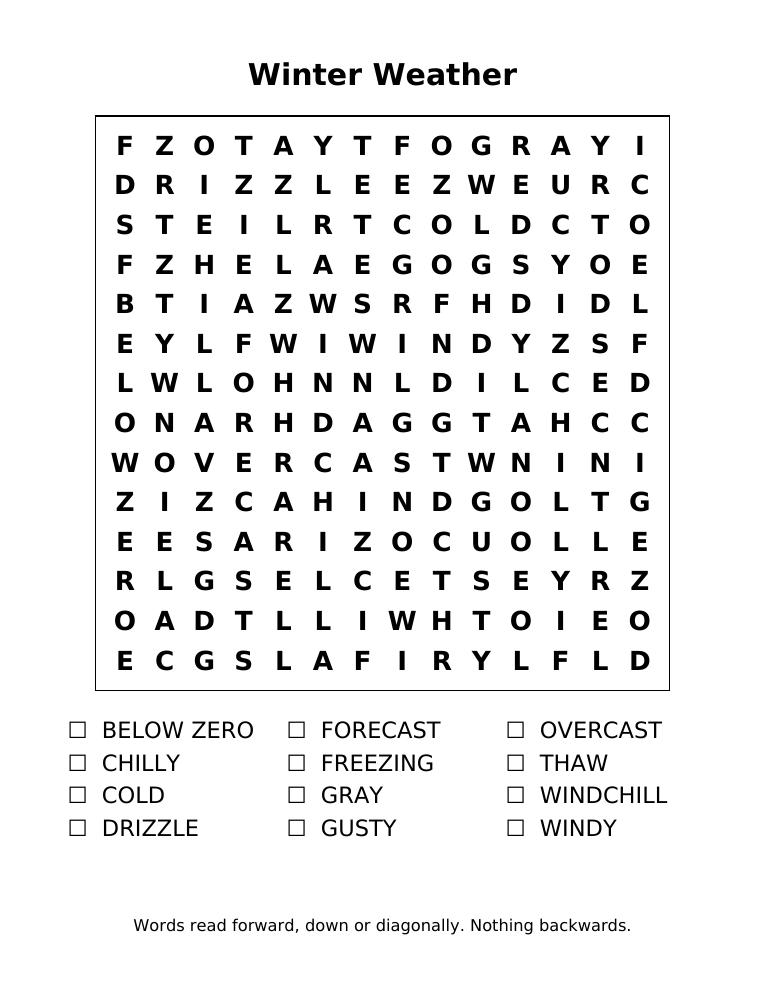 Winter Weather
F Z O T A Y T F O G R A Y I
D R I Z Z L E E Z W E U R C
S T E I L R T C O L D C T O
F Z H E L A E G O G S Y O E
B T I A Z W S R F H D I D L
E Y L F W I W I N D Y Z S F
L W L O H N N L D I L C E D
O N A R H D A G G T A H C C
W O V E R C A S T W N I N I
Z I Z C A H I N D G O L T G
E E S A R I Z O C U O L L E
R L G S E L C E T S E Y R Z
O A D T L L I W H T O I E O
E C G S L A F I R Y L F L D
☐ BELOW ZERO ☐ FORECAST ☐ OVERCAST
☐ CHILLY ☐ FREEZING ☐ THAW
☐ COLD ☐ GRAY ☐ WINDCHILL
☐ DRIZZLE ☐ GUSTY ☐ WINDY
Words read forward, down or diagonally. Nothing backwards.